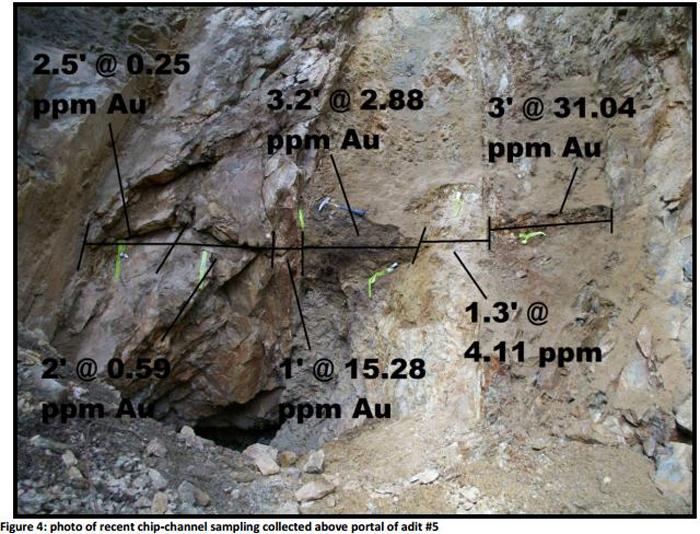 2.5' @ 0.25
ppm Au
3.2' @ 2.88
ppm Au
3' @ 31.04
ppm Au
1.3' @
4.11 ppm
2' @ 0.59
ppm Au
1' @ 15.28
ppm Au
Figure 4: photo of recent chip-channel sampling collected above portal of adit #5